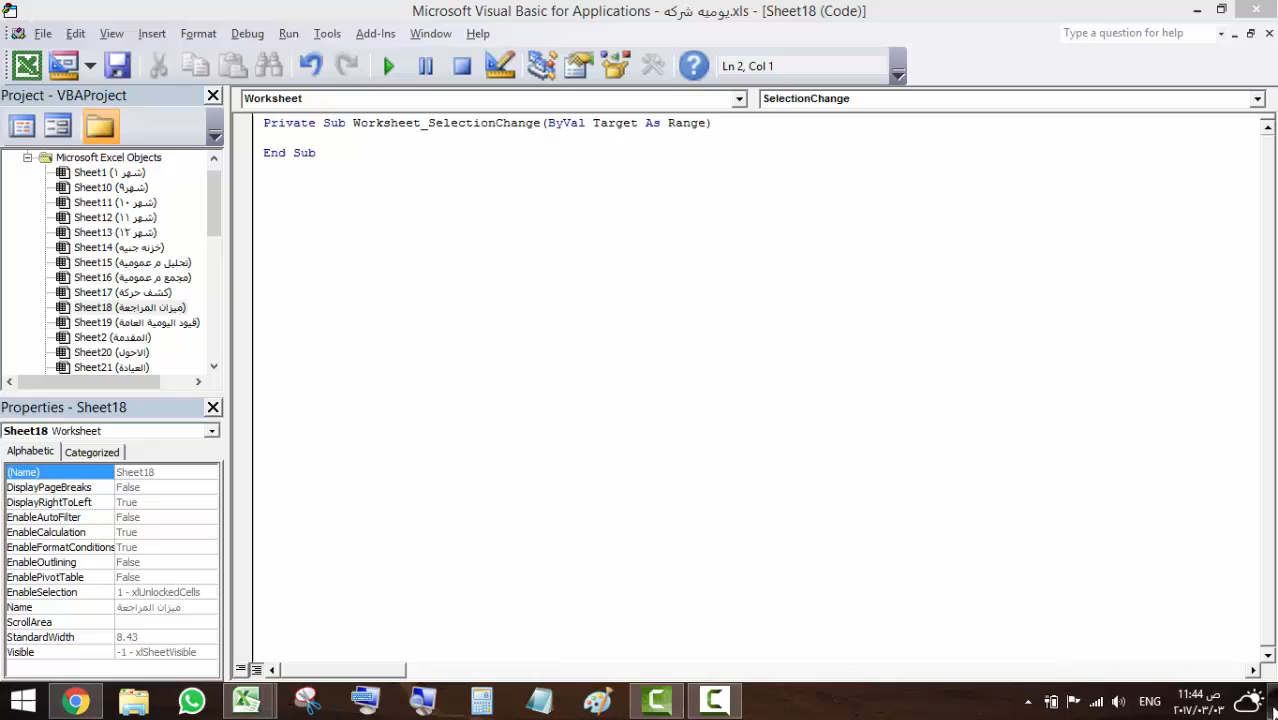 Microsoft Visual Basic for Applications - يوميه شركه.xls - [Sheet18 (Code)]
File Edit View Insert Format Debug Run Tools Add-Ins Window Help
Type a question for help
Ln 2, Col 1
Project - VBAProject
Microsoft Excel Objects
Sheet1 (شهر ١)
Sheet10 (شهر٩)
Sheet11 (شهر ١٠)
Sheet12 (شهر ١١)
Sheet13 (شهر ١٢)
Sheet14 (خزنه جنيه)
Sheet15 (تحليل م عمومية)
Sheet16 (مجمع م عمومية)
Sheet17 (كشف حركة)
Sheet18 (ميزان المراجعة)
Sheet19 (قيود اليومية العامة)
Sheet2 (المقدمة)
Sheet20 (الاحول)
Sheet21 (العيادة)
Properties - Sheet18
Sheet18 Worksheet
Alphabetic Categorized
(Name) Sheet18
DisplayPageBreaks False
DisplayRightToLeft True
EnableAutoFilter False
EnableCalculation True
EnableFormatConditions True
EnableOutlining False
EnablePivotTable False
EnableSelection 1 - xlUnlockedCells
Name ميزان المراجعة
ScrollArea
StandardWidth 8.43
Visible -1 - xlSheetVisible
Worksheet
SelectionChange
Private Sub Worksheet_SelectionChange(ByVal Target As Range)
End Sub
ENG
11:44 ص
٢٠١٧/٠٣/٠٣